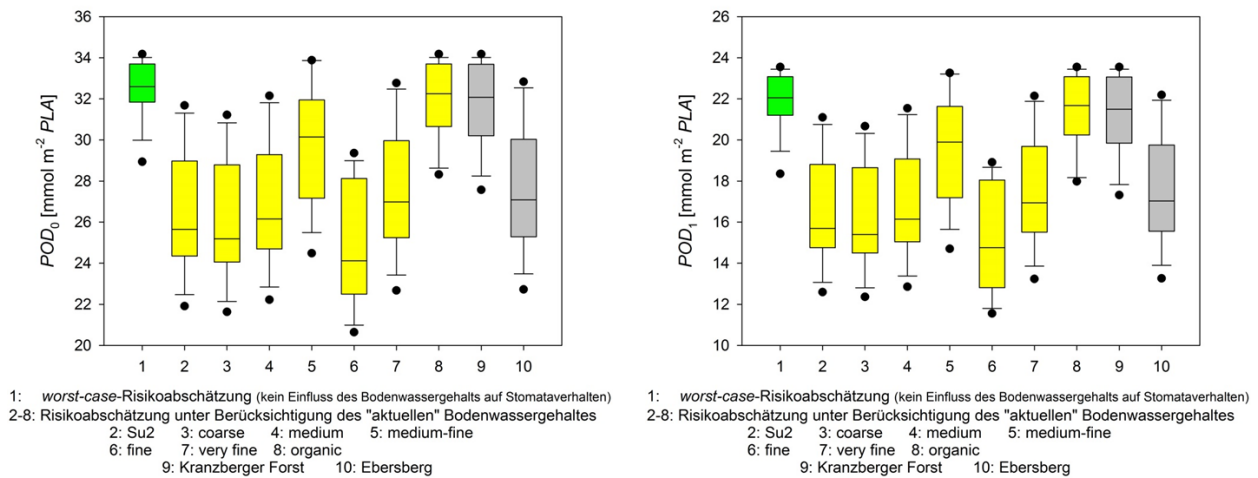 36
34
32
30
28
26
24
22
20
POD₀ [mmol m⁻² PLA]
1 2 3 4 5 6 7 8 9 10
1: worst-case-Risikoabschätzung (kein Einfluss des Bodenwassergehalts auf Stomataverhalten)
2-8: Risikoabschätzung unter Berücksichtigung des "aktuellen" Bodenwassergehaltes
2: Su2 3: coarse 4: medium 5: medium-fine
6: fine 7: very fine 8: organic
9: Kranzberger Forst 10: Ebersberg
26
24
22
20
18
16
14
12
10
POD₁ [mmol m⁻² PLA]
1 2 3 4 5 6 7 8 9 10
1: worst-case-Risikoabschätzung (kein Einfluss des Bodenwassergehalts auf Stomataverhalten)
2-8: Risikoabschätzung unter Berücksichtigung des "aktuellen" Bodenwassergehaltes
2: Su2 3: coarse 4: medium 5: medium-fine
6: fine 7: very fine 8: organic
9: Kranzberger Forst 10: Ebersberg